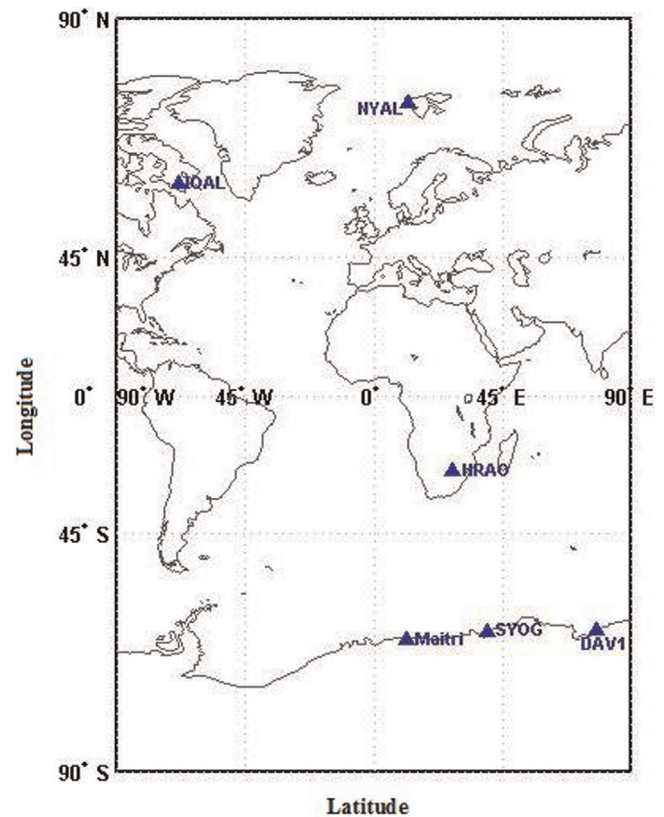 90° N
NYAL
IQAL
45° N
Longitude
0° 90° W 45° W 0° 45° E 90° E
HRAO
45° S
Maitri
SYOG
DAV1
90° S
Latitude